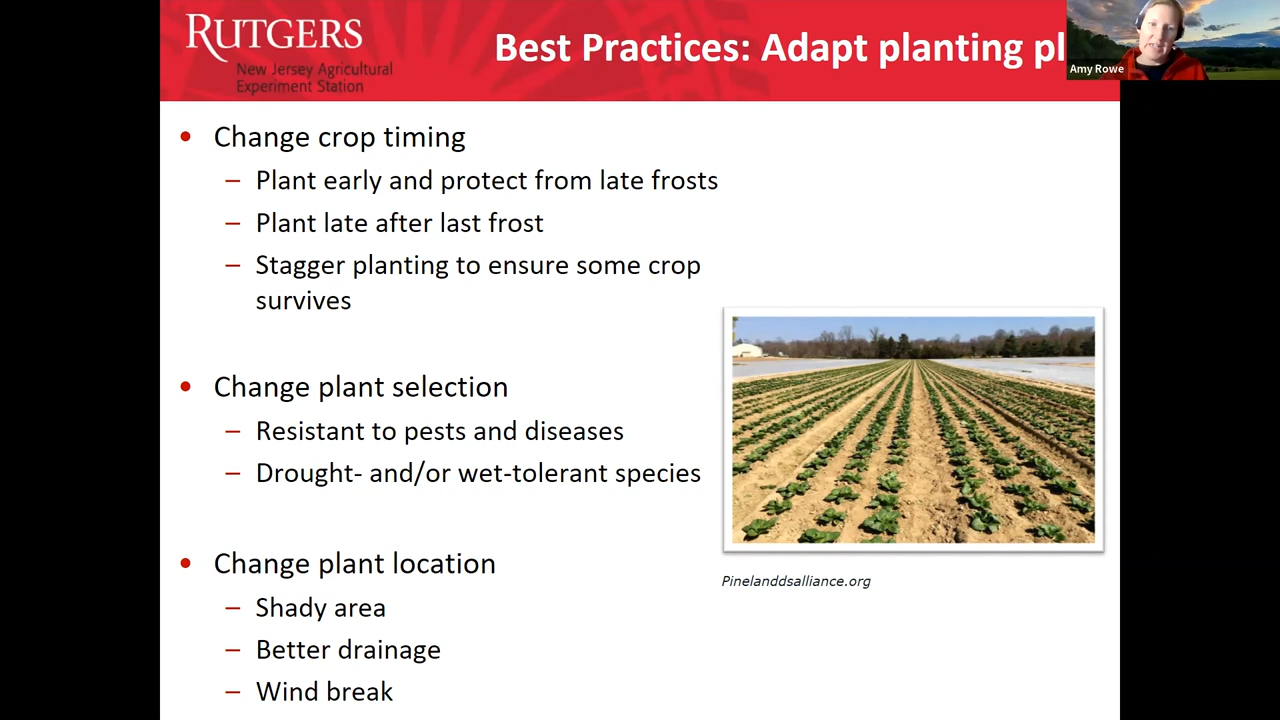 RUTGERS
New Jersey Agricultural
Experiment Station
Best Practices: Adapt planting pl
Amy Rowe
• Change crop timing
– Plant early and protect from late frosts
– Plant late after last frost
– Stagger planting to ensure some crop
survives
• Change plant selection
– Resistant to pests and diseases
– Drought- and/or wet-tolerant species
• Change plant location
– Shady area
– Better drainage
– Wind break
Pinelanddsalliance.org